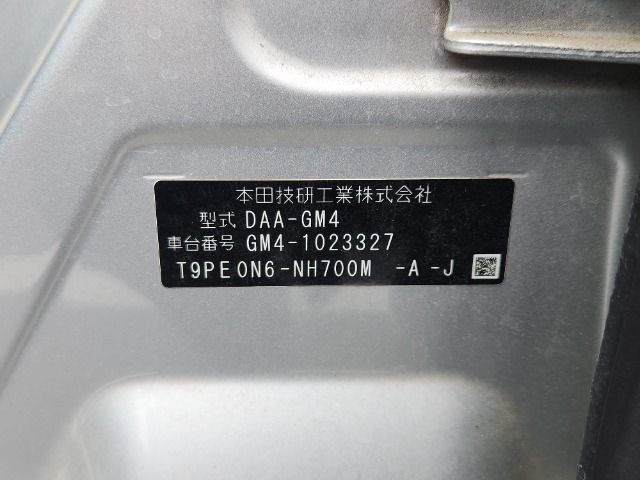 本田技研工業株式会社
型式 DAA-GM4
車台番号 GM4-1023327
T9PE0N6-NH700M -A -J